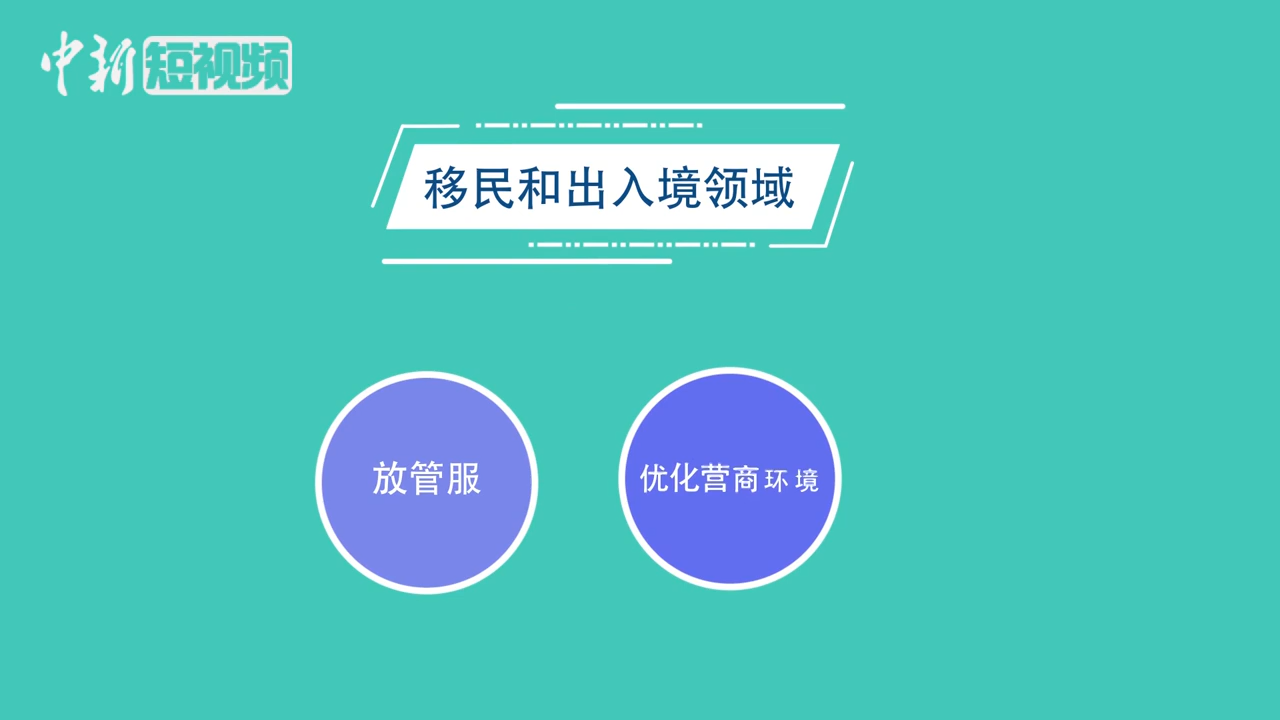 中新短视频
移民和出入境领域
放管服
优化营商环境